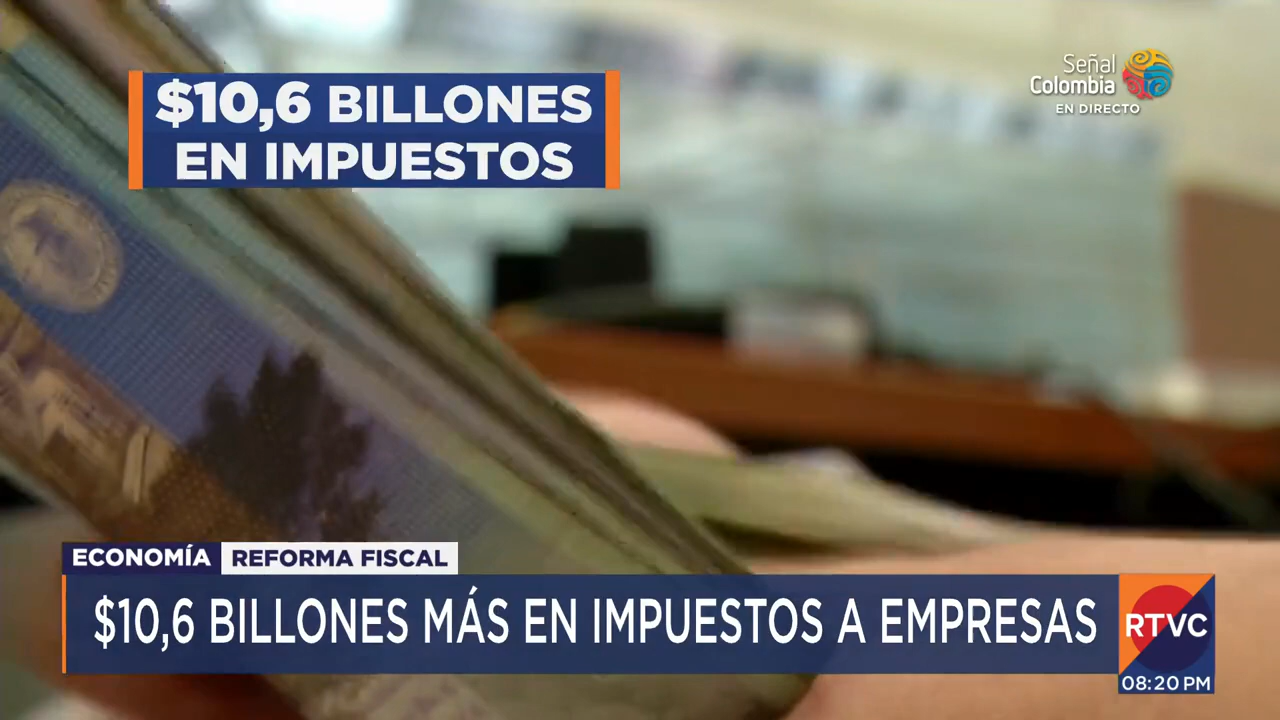 $10,6 BILLONES
EN IMPUESTOS
Señal
Colombia
EN DIRECTO
ECONOMÍA
REFORMA FISCAL
$10,6 BILLONES MÁS EN IMPUESTOS A EMPRESAS
RTVC
08:20 PM